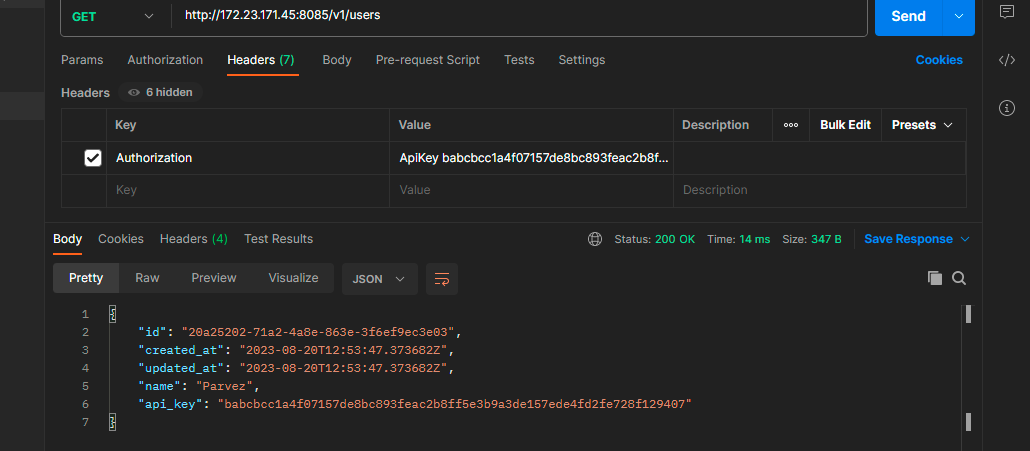 GET http://172.23.171.45:8085/v1/users Send
Params Authorization Headers (7) Body Pre-request Script Tests Settings Cookies
Headers 6 hidden
Key Value Description Bulk Edit Presets
Authorization ApiKey babcbcc1a4f07157de8bc893feac2b8f...
Key Value Description
Body Cookies Headers (4) Test Results Status: 200 OK Time: 14 ms Size: 347 B Save Response
Pretty Raw Preview Visualize JSON
1 {
2 "id": "20a25202-71a2-4a8e-863e-3f6ef9ec3e03",
3 "created_at": "2023-08-20T12:53:47.373682Z",
4 "updated_at": "2023-08-20T12:53:47.373682Z",
5 "name": "Parvez",
6 "api_key": "babcbcc1a4f07157de8bc893feac2b8ff5e3b9a3de157ede4fd2fe728f129407"
7 }